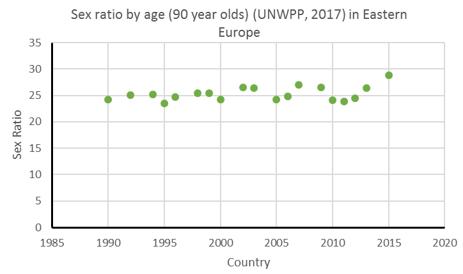 Sex ratio by age (90 year olds) (UNWPP, 2017) in Eastern
Europe
35
30
25
20
15
10
5
0
Sex Ratio
1985 1990 1995 2000 2005 2010 2015 2020
Country